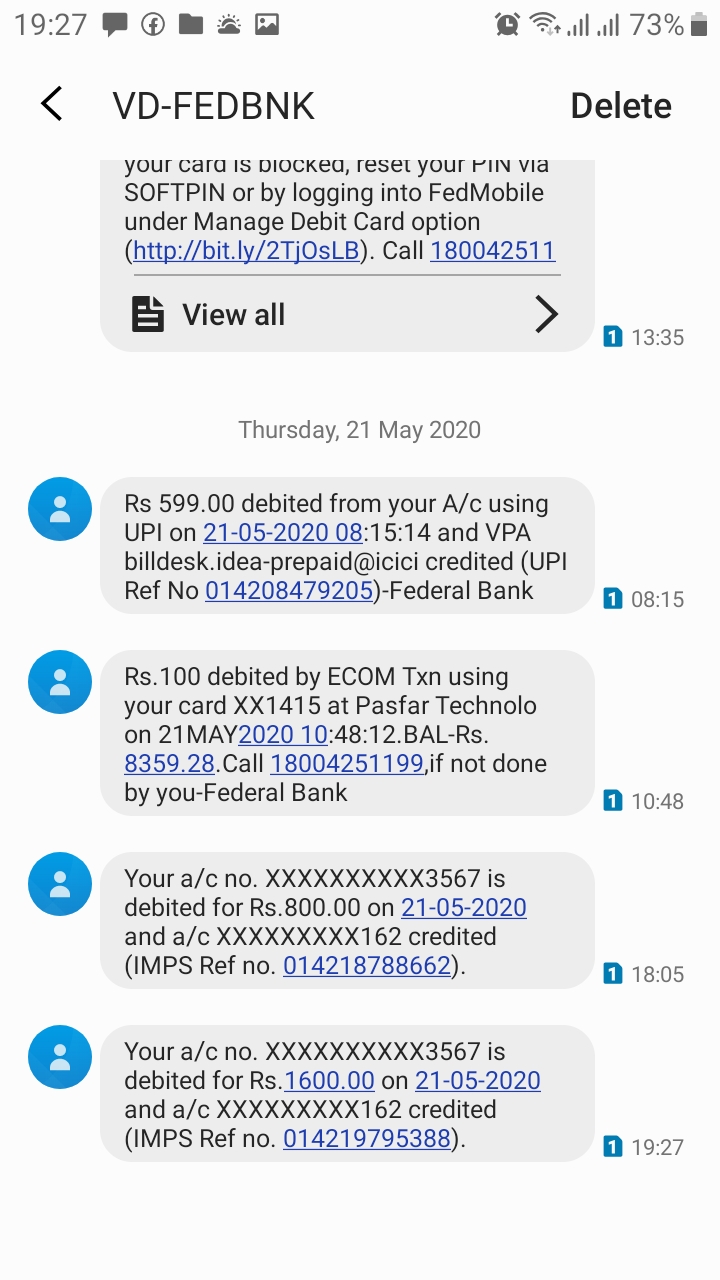 19:27 73%
VD-FEDBNK Delete
your card is blocked, reset your PIN via
SOFTPIN or by logging into FedMobile
under Manage Debit Card option
(http://bit.ly/2TjOsLB). Call 180042511
View all
1 13:35
Thursday, 21 May 2020
Rs 599.00 debited from your A/c using
UPI on 21-05-2020 08:15:14 and VPA
billdesk.idea-prepaid@icici credited (UPI
Ref No 014208479205)-Federal Bank
1 08:15
Rs.100 debited by ECOM Txn using
your card XX1415 at Pasfar Technolo
on 21MAY2020 10:48:12.BAL-Rs.
8359.28.Call 18004251199,if not done
by you-Federal Bank
1 10:48
Your a/c no. XXXXXXXXXX3567 is
debited for Rs.800.00 on 21-05-2020
and a/c XXXXXXXXX162 credited
(IMPS Ref no. 014218788662).
1 18:05
Your a/c no. XXXXXXXXXX3567 is
debited for Rs.1600.00 on 21-05-2020
and a/c XXXXXXXXX162 credited
(IMPS Ref no. 014219795388).
1 19:27